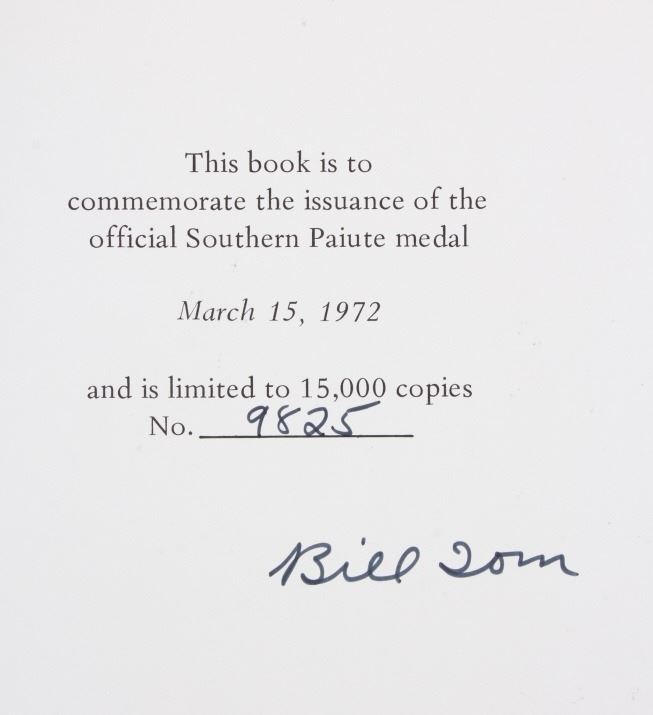 This book is to
commemorate the issuance of the
official Southern Paiute medal
March 15, 1972
and is limited to 15,000 copies
No. 9825
Bill Tom